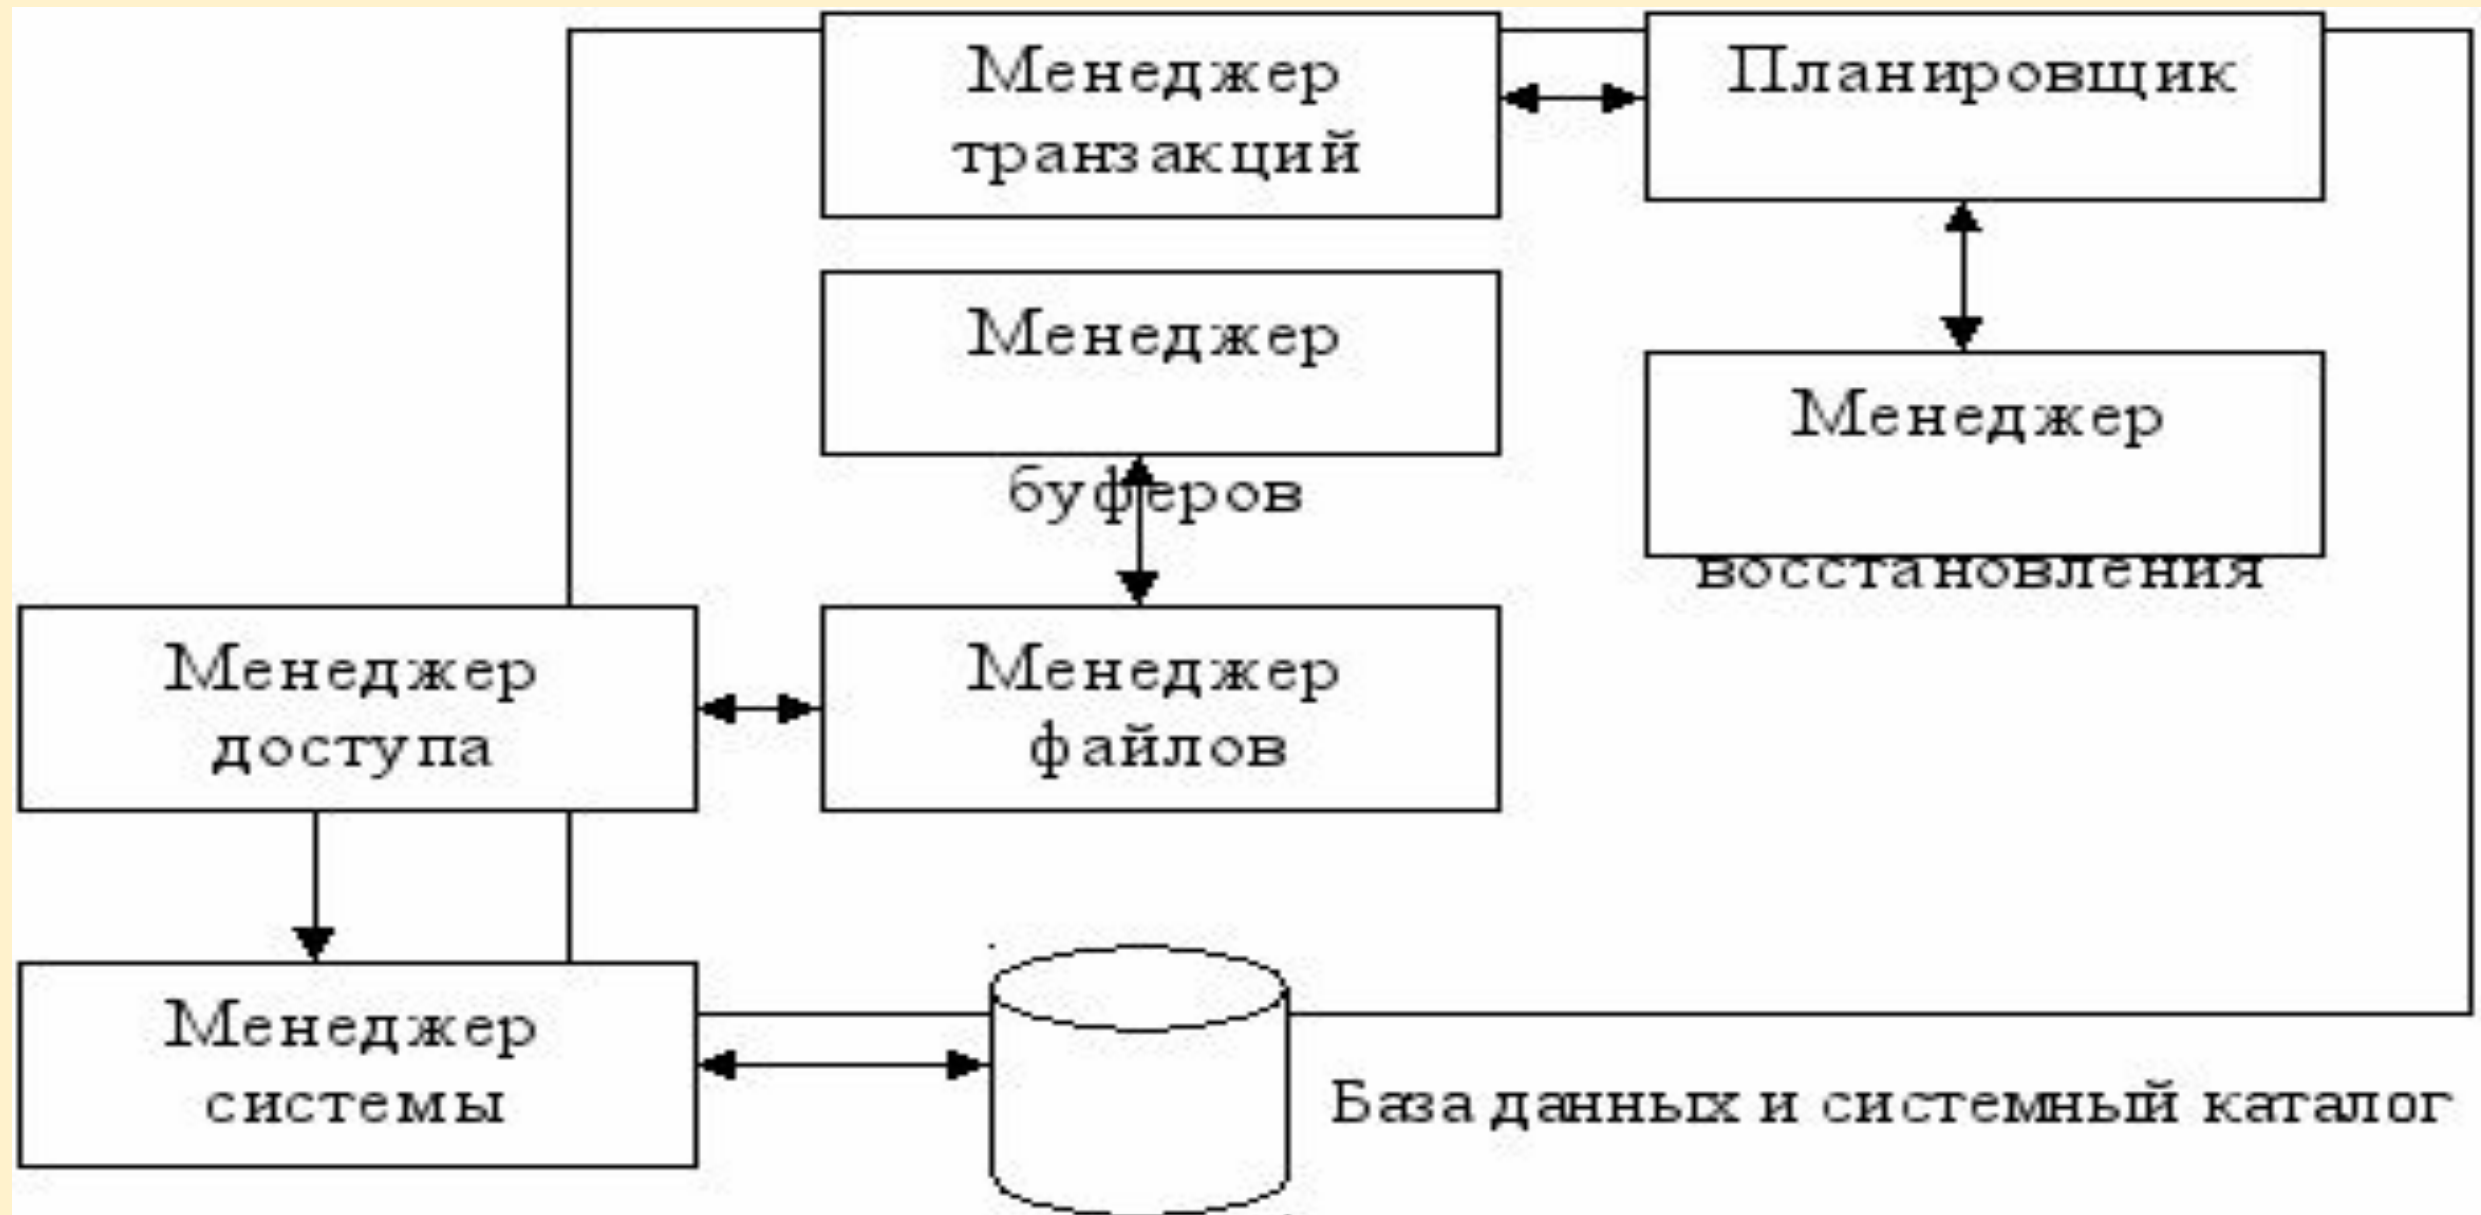 Менеджер
транзакций
Планировщик
Менеджер
буферов
Менеджер
восстановления
Менеджер
доступа
Менеджер
файлов
Менеджер
системы
База данных и системный каталог